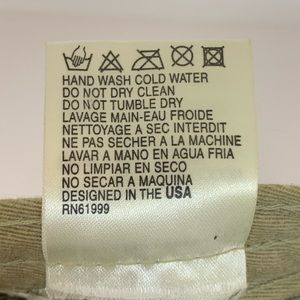 HAND WASH COLD WATER
DO NOT DRY CLEAN
DO NOT TUMBLE DRY
LAVAGE MAIN-EAU FROIDE
NETTOYAGE A SEC INTERDIT
NE PAS SECHER A LA MACHINE
LAVAR A MANO EN AGUA FRIA
NO LIMPIAR EN SECO
NO SECAR A MAQUINA
DESIGNED IN THE USA
RN61999